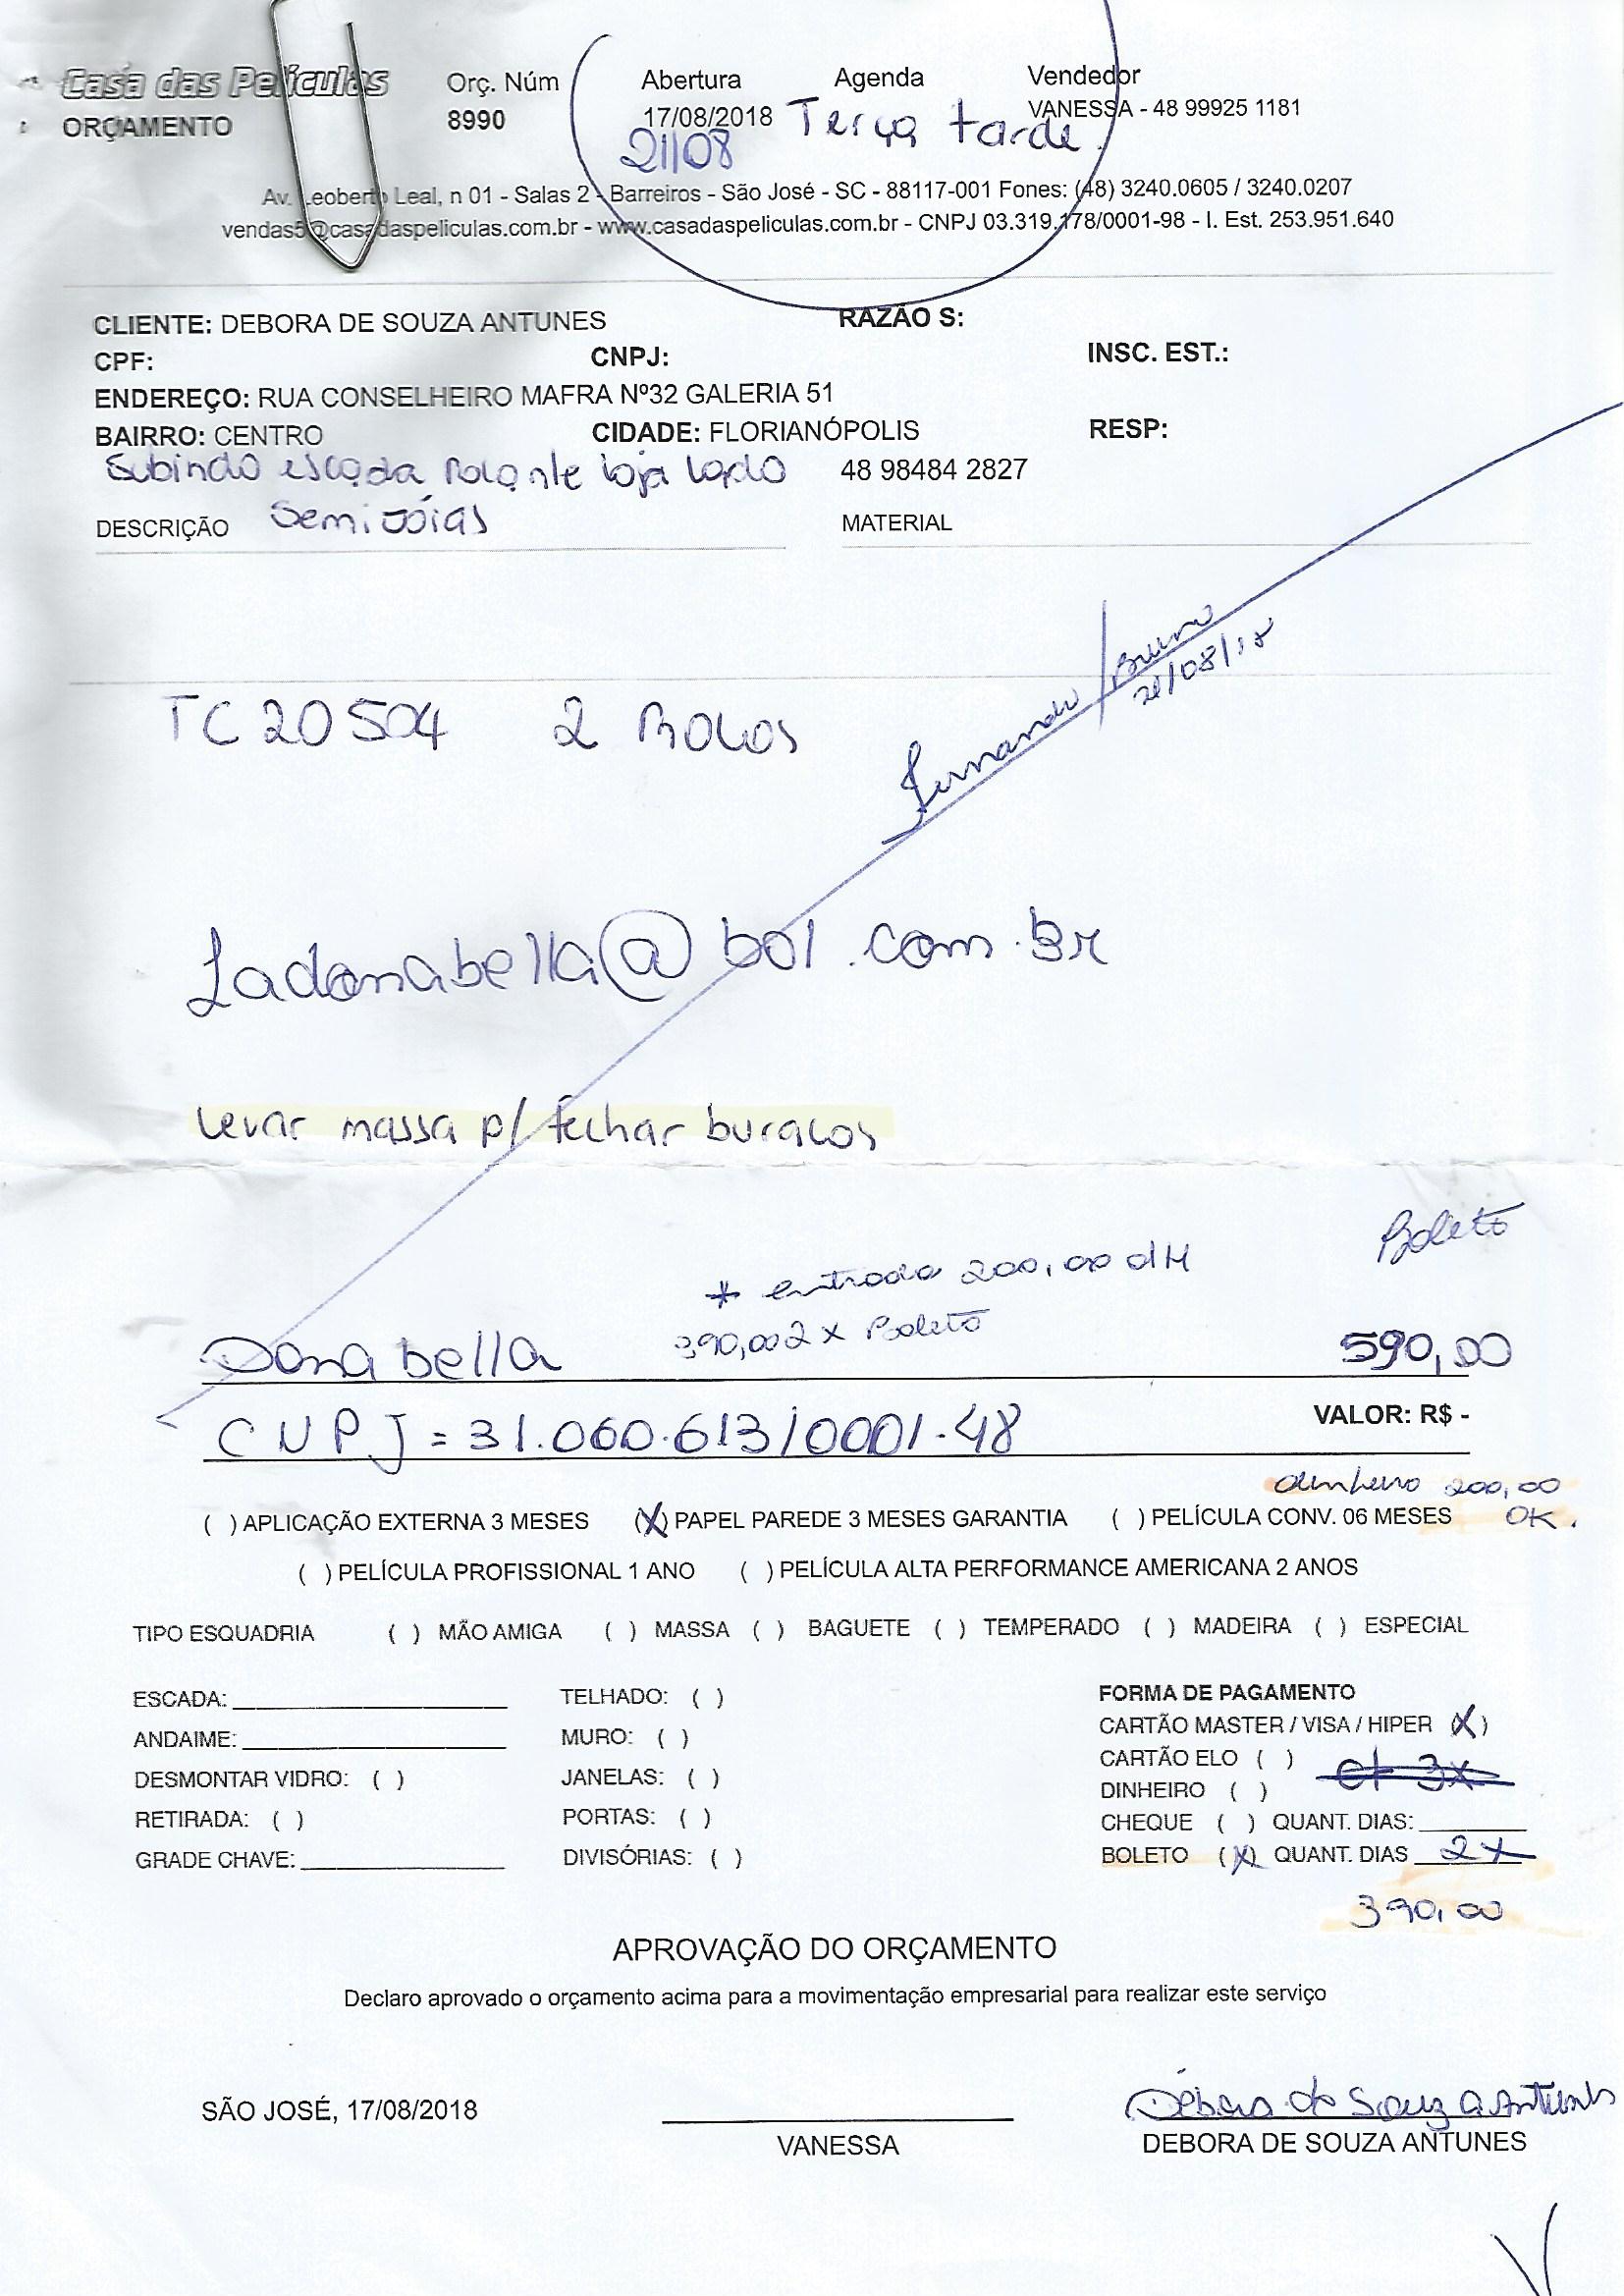 Casa das Películas
ORÇAMENTO
Orç. Núm
8990
Abertura
17/08/2018
21/08
Agenda
Terça tarde.
Vendedor
VANESSA - 48 99925 1181
Av. Leoberto Leal, n 01 - Salas 2 - Barreiros - São José - SC - 88117-001 Fones: (48) 3240.0605 / 3240.0207
vendas5@casadaspeliculas.com.br - www.casadaspeliculas.com.br - CNPJ 03.319.178/0001-98 - I. Est. 253.951.640
CLIENTE: DEBORA DE SOUZA ANTUNES RAZÃO S:
CPF: CNPJ: INSC. EST.:
ENDEREÇO: RUA CONSELHEIRO MAFRA Nº32 GALERIA 51
BAIRRO: CENTRO CIDADE: FLORIANÓPOLIS RESP:
Subindo escada rolante loja lado 48 98484 2827
DESCRIÇÃO Semi jóias MATERIAL
Fernando / Bruno
21/08/18
TC20504 2 Rolos
Ladonabella@bol.com.Br
Levar massa p/ fechar buracos
Boleto
* entrada 200,00 dH
390,00 2x Boleto
Dona bella 590,00
CNPJ = 31.060.613/0001-48 VALOR: R$ -
dinheiro 200,00
( ) APLICAÇÃO EXTERNA 3 MESES (X) PAPEL PAREDE 3 MESES GARANTIA ( ) PELÍCULA CONV. 06 MESES OK.
( ) PELÍCULA PROFISSIONAL 1 ANO ( ) PELÍCULA ALTA PERFORMANCE AMERICANA 2 ANOS
TIPO ESQUADRIA ( ) MÃO AMIGA ( ) MASSA ( ) BAGUETE ( ) TEMPERADO ( ) MADEIRA ( ) ESPECIAL
ESCADA: TELHADO: ( ) FORMA DE PAGAMENTO
ANDAIME: MURO: ( ) CARTÃO MASTER / VISA / HIPER (X)
DESMONTAR VIDRO: ( ) JANELAS: ( ) CARTÃO ELO ( )
RETIRADA: ( ) PORTAS: ( ) DINHEIRO ( )
GRADE CHAVE: DIVISÓRIAS: ( ) CHEQUE ( ) QUANT. DIAS:
BOLETO (X) QUANT. DIAS 2x
390,00
APROVAÇÃO DO ORÇAMENTO
Declaro aprovado o orçamento acima para a movimentação empresarial para realizar este serviço
SÃO JOSÉ, 17/08/2018
VANESSA
Débora de Souza Antunes
DEBORA DE SOUZA ANTUNES